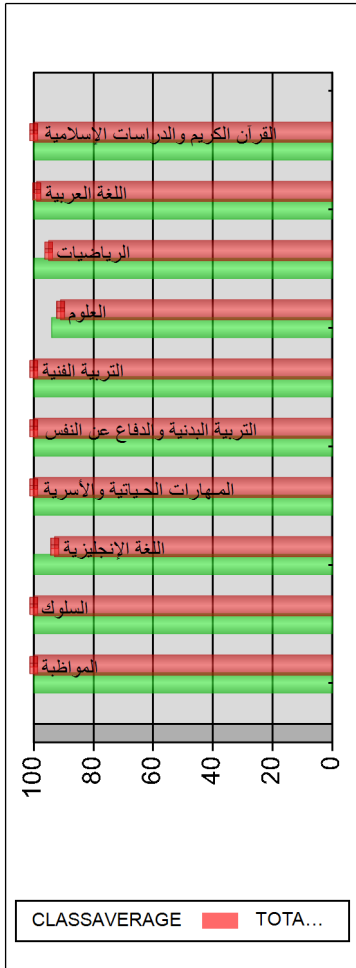 القرآن الكريم والدراسات الإسلامية
اللغة العربية
الرياضيات
العلوم
التربية الفنية
التربية البدنية والدفاع عن النفس
المهارات الحياتية والأسرية
اللغة الإنجليزية
السلوك
المواظبة
100 80 60 40 20 0
CLASSAVERAGE TOTA...